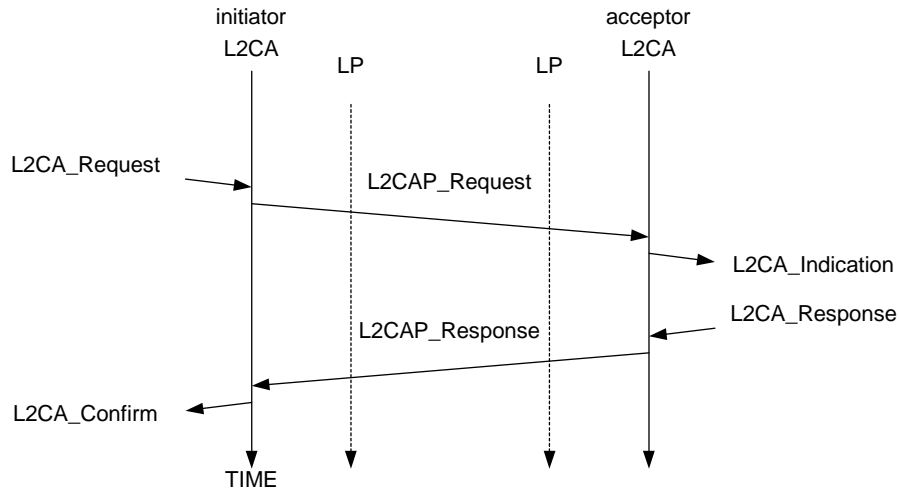 initiator
acceptor
L2CA
L2CA
LP
LP
L2CA_Request
L2CAP_Request
L2CA_Indication
L2CA_Response
L2CAP_Response
L2CA_Confirm
TIME